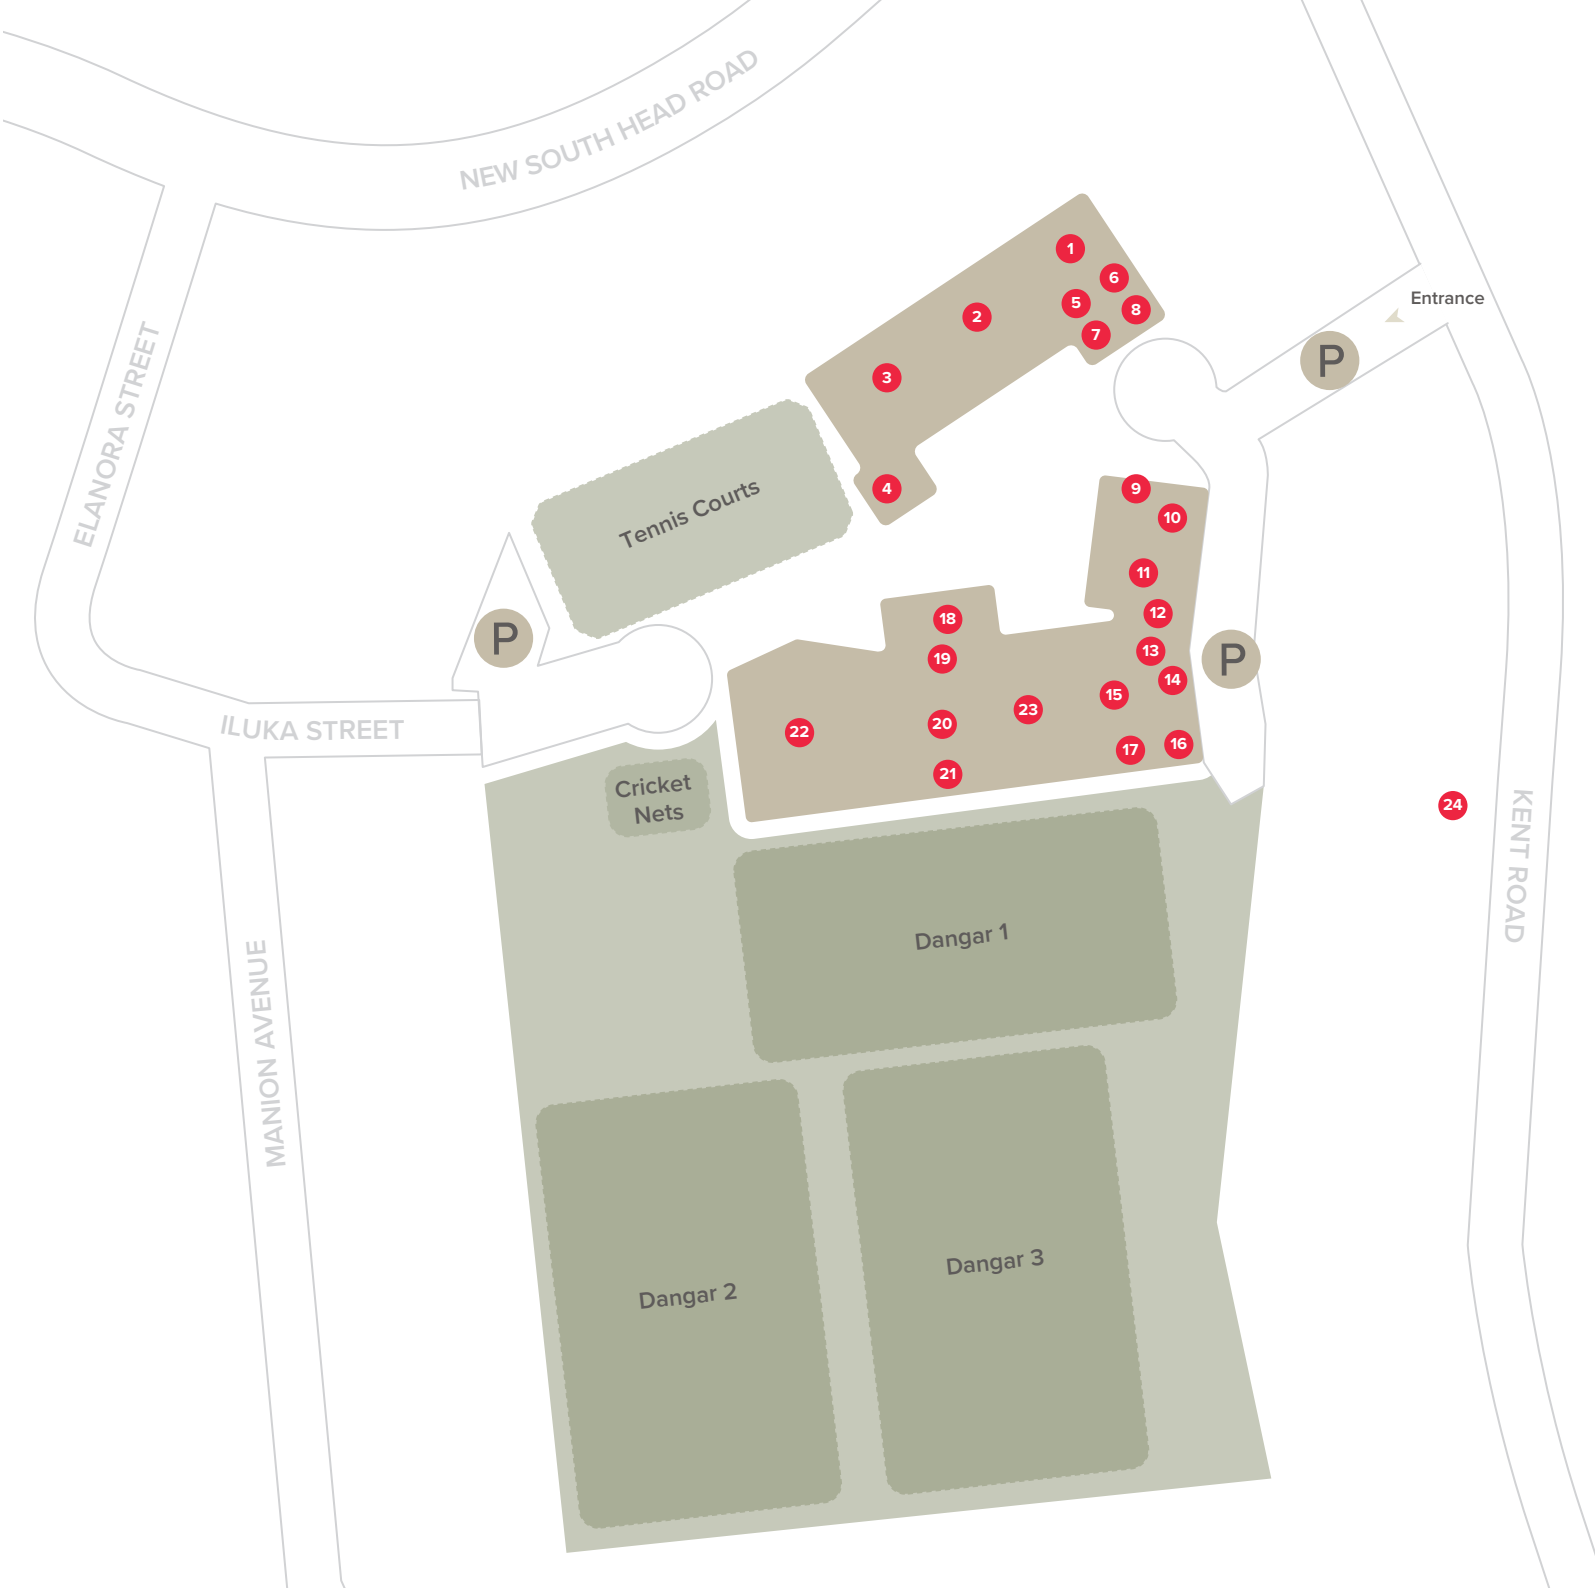 NEW SOUTH HEAD ROAD
1
6
Entrance
5
8
2
7
P
3
ELANORA STREET
Tennis Courts
4
9
10
11
12
18
P
13
19
P
14
15
23
ILUKA STREET
20
22
16
17
21
Cricket
Nets
24
KENT ROAD
Dangar 1
MANION AVENUE
Dangar 3
Dangar 2